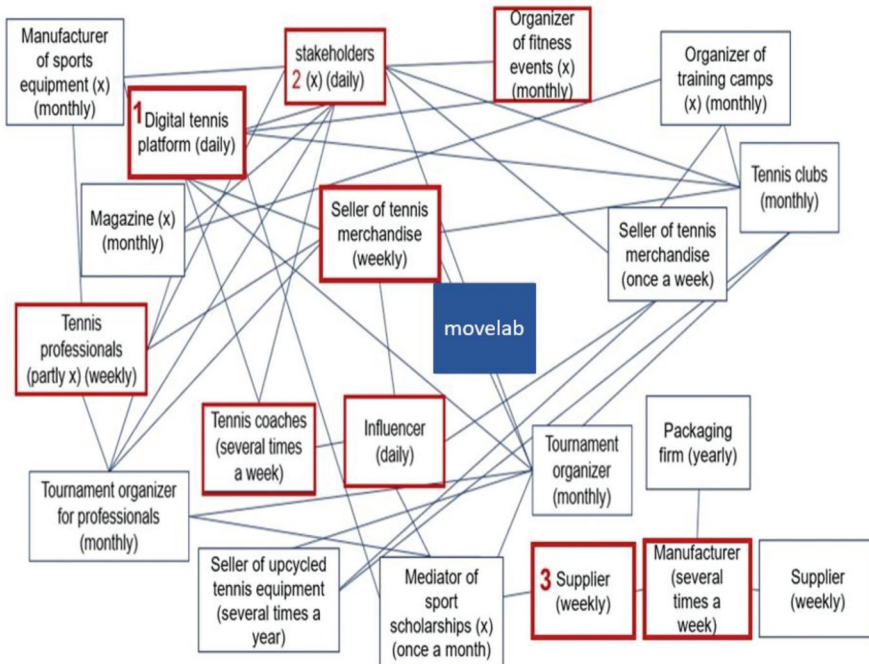 Manufacturer
of sports
equipment (x)
(monthly)
stakeholders
2 (x) (daily)
Organizer
of fitness
events (x)
(monthly)
Organizer of
training camps
(x) (monthly)
1 Digital tennis
platform (daily)
Tennis clubs
(monthly)
Magazine (x)
(monthly)
Seller of tennis
merchandise
(weekly)
Seller of tennis
merchandise
(once a week)
movelab
Tennis
professionals
(partly x) (weekly)
Tennis coaches
(several times
a week)
Influencer
(daily)
Tournament
organizer
(monthly)
Packaging
firm (yearly)
Tournament organizer
for professionals
(monthly)
Seller of upcycled
tennis equipment
(several times a
year)
Mediator of
sport
scholarships (x)
(once a month)
3 Supplier
(weekly)
Manufacturer
(several
times a
week)
Supplier
(weekly)